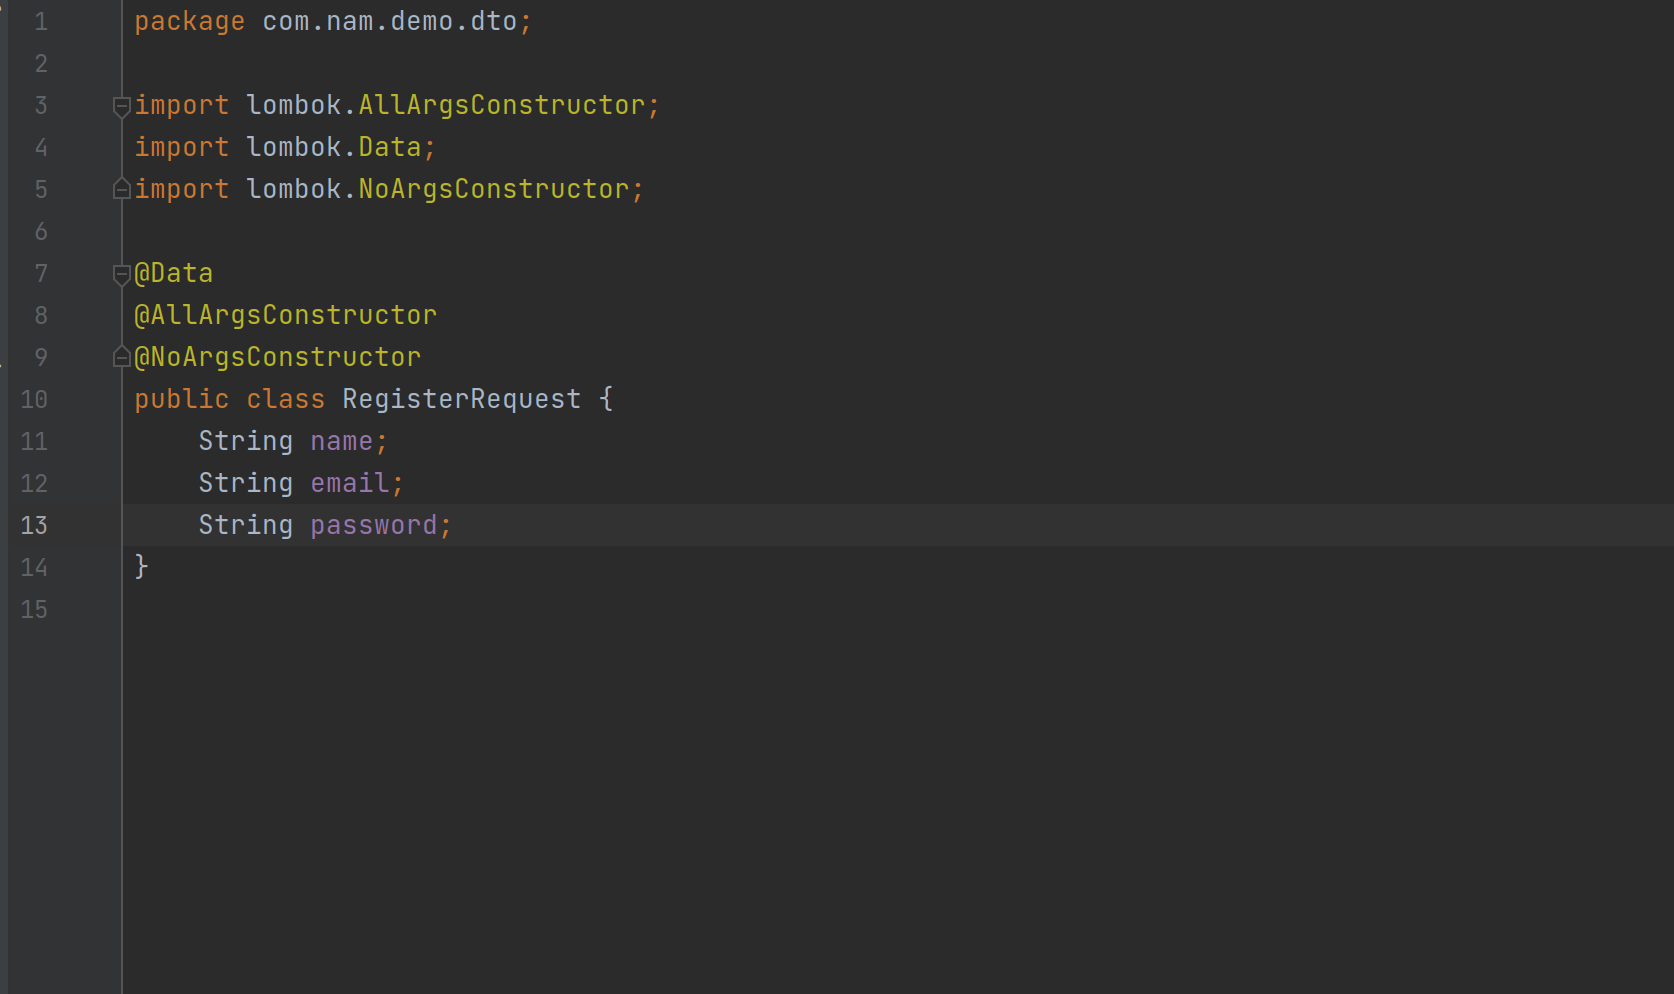 1 package com.nam.demo.dto;
2
3 import lombok.AllArgsConstructor;
4 import lombok.Data;
5 import lombok.NoArgsConstructor;
6
7 @Data
8 @AllArgsConstructor
9 @NoArgsConstructor
10 public class RegisterRequest {
11     String name;
12     String email;
13     String password;
14 }
15